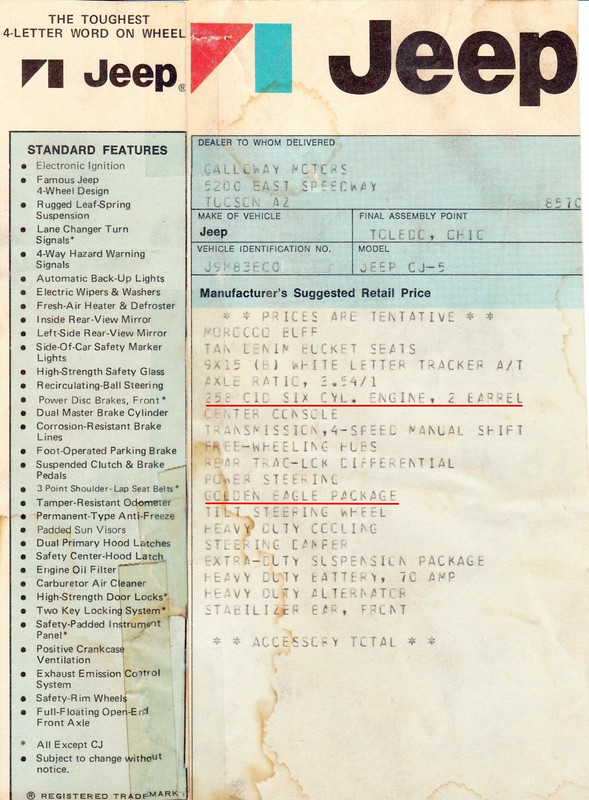 THE TOUGHEST
4-LETTER WORD ON WHEEL
Jeep®
STANDARD FEATURES
● Electronic Ignition
● Famous Jeep
4-Wheel Design
● Rugged Leaf-Spring
Suspension
● Lane Changer Turn
Signals*
● 4-Way Hazard Warning
Signals
● Automatic Back-Up Lights
● Electric Wipers & Washers
● Fresh-Air Heater & Defroster
● Inside Rear-View Mirror
● Left-Side Rear-View Mirror
● Side-Of-Car Safety Marker
Lights
● High-Strength Safety Glass
● Recirculating-Ball Steering
● Power Disc Brakes, Front*
● Dual Master Brake Cylinder
● Corrosion-Resistant Brake
Lines
● Foot-Operated Parking Brake
● Suspended Clutch & Brake
Pedals
● 3 Point Shoulder-Lap Seat Belts*
● Tamper-Resistant Odometer
● Permanent-Type Anti-Freeze
● Padded Sun Visors
● Dual Primary Hood Latches
● Safety Center-Hood Latch
● Engine Oil Filter
● Carburetor Air Cleaner
● High-Strength Door Locks*
● Two Key Locking System*
● Safety-Padded Instrument
Panel*
● Positive Crankcase
Ventilation
● Exhaust Emission Control
System
● Safety-Rim Wheels
● Full-Floating Open-End
Front Axle
* All Except CJ
● Subject to change without
notice.
® REGISTERED TRADEMARK
Jeep
DEALER TO WHOM DELIVERED
GALLOWAY MOTORS
5200 EAST SPEEDWAY
TUCSON AZ 8570
MAKE OF VEHICLE
Jeep
FINAL ASSEMBLY POINT
TOLEDO, OHIO
VEHICLE IDENTIFICATION NO.
J9M83EC0
MODEL
JEEP CJ-5
Manufacturer's Suggested Retail Price
* * PRICES ARE TENTATIVE * *
MOROCCO BUFF
TAN DENIM BUCKET SEATS
9X15 (B) WHITE LETTER TRACKER A/T
AXLE RATIO, 3.54/1
258 CID SIX CYL. ENGINE, 2 BARREL
CENTER CONSOLE
TRANSMISSION,4-SPEED MANUAL SHIFT
FREE-WHEELING HUBS
REAR TRAC-LOK DIFFERENTIAL
POWER STEERING
GOLDEN EAGLE PACKAGE
TILT STEERING WHEEL
HEAVY DUTY COOLING
STEERING DAMPER
EXTRA-DUTY SUSPENSION PACKAGE
HEAVY DUTY BATTERY, 70 AMP
HEAVY DUTY ALTERNATOR
STABILIZER BAR, FRONT
* * ACCESSORY TOTAL * *